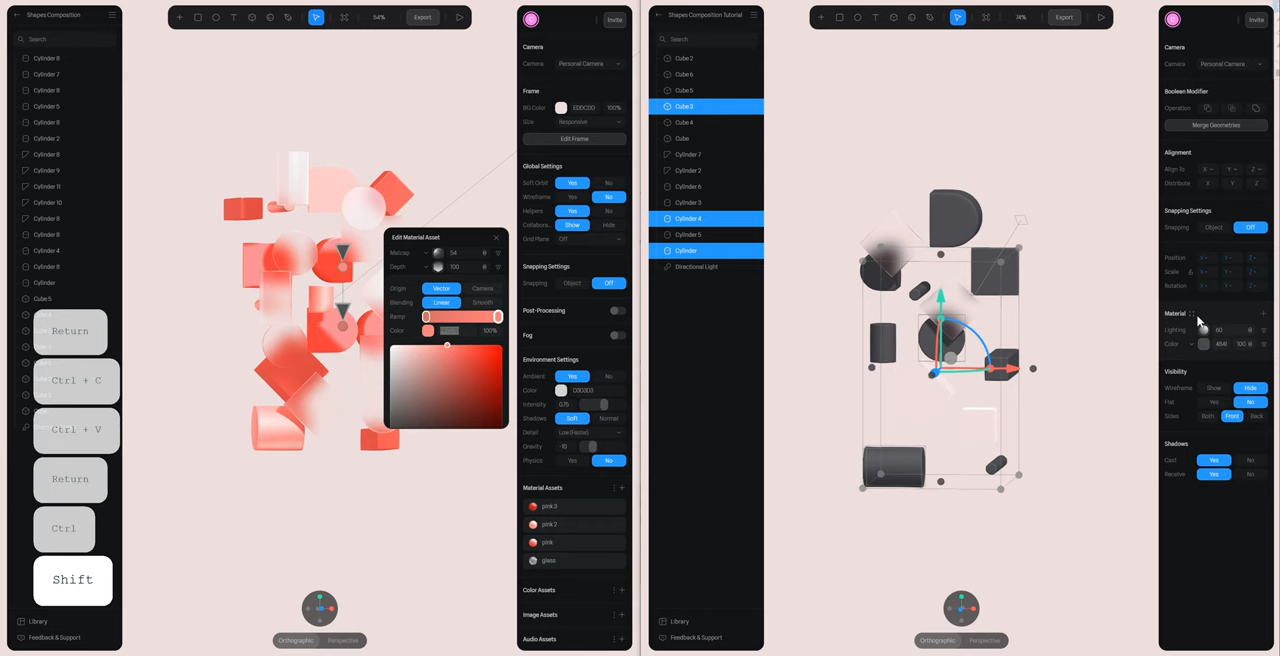 Shapes Composition
Search
Cylinder 8
Cylinder 7
Cylinder 8
Cylinder 5
Cylinder 8
Cylinder 2
Cylinder 8
Cylinder 9
Cylinder 11
Cylinder 10
Cylinder 8
Cylinder 8
Cylinder 4
Cylinder 8
Cylinder
Cube 5
Return
Ctrl + C
Ctrl + V
Return
Ctrl
Shift
Library
Feedback & Support
54%
Export
Edit Material Asset
Matcap
54
Depth
100
Origin
Vector
Camera
Blending
Linear
Smooth
Ramp
Color
100%
Orthographic
Perspective
Invite
Camera
Camera
Personal Camera
Frame
BG Color
EDDCDD
100%
Size
Responsive
Edit Frame
Global Settings
Soft Orbit
Yes
No
Wireframe
Yes
No
Helpers
Yes
No
Collabora...
Show
Hide
Grid Plane
Off
Snapping Settings
Snapping
Object
Off
Post-Processing
Fog
Environment Settings
Ambient
Yes
No
Color
D3D3D3
Intensity
0.75
Shadows
Soft
Normal
Detail
Low (Faster)
Gravity
-10
Physics
Yes
No
Material Assets
pink 3
pink 2
pink
glass
Color Assets
Image Assets
Audio Assets
Shapes Composition Tutorial
Search
Cube 2
Cube 6
Cube 5
Cube 3
Cube 4
Cube
Cylinder 7
Cylinder 2
Cylinder 6
Cylinder 3
Cylinder 4
Cylinder 5
Cylinder
Directional Light
Library
Feedback & Support
74%
Export
Orthographic
Perspective
Invite
Camera
Camera
Personal Camera
Boolean Modifier
Operation
Merge Geometries
Alignment
Align To
X
Y
Z
Distribute
X
Y
Z
Snapping Settings
Snapping
Object
Off
Position
X
Y
Z
Scale
X
Y
Z
Rotation
X
Y
Z
Material
Lighting
60
Color
484l
100
Visibility
Wireframe
Show
Hide
Flat
Yes
No
Sides
Both
Front
Back
Shadows
Cast
Yes
No
Receive
Yes
No